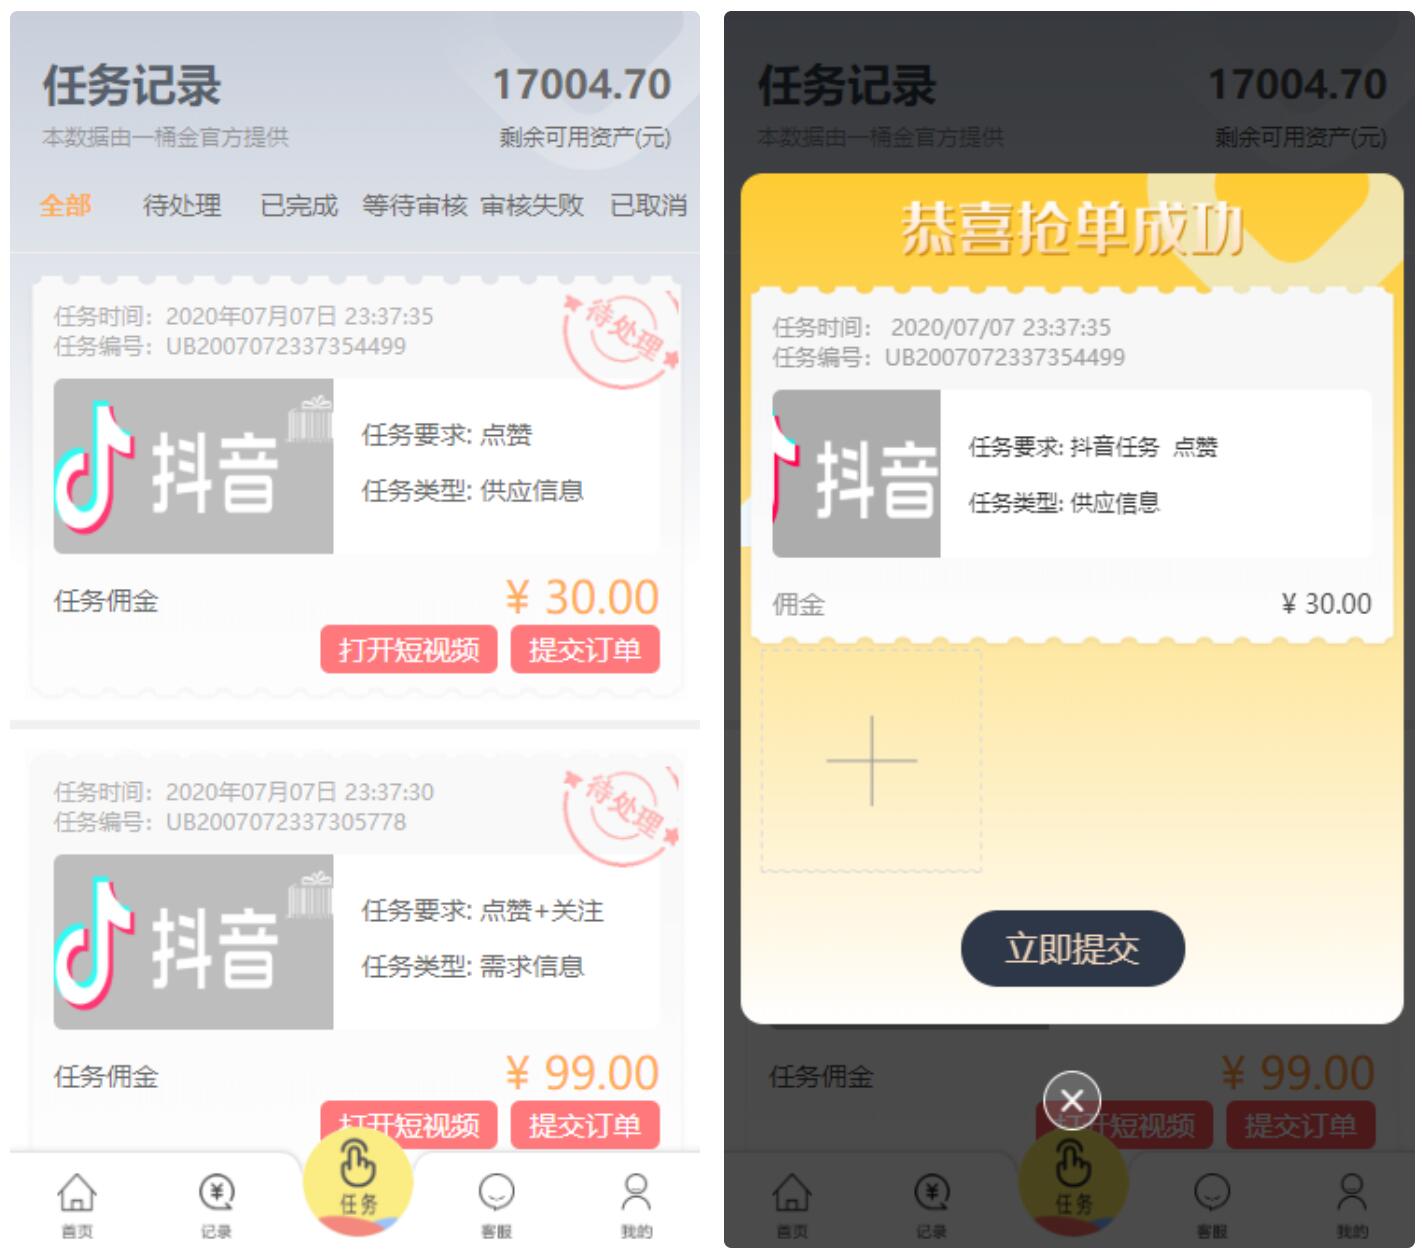 任务记录
17004.70
本数据由一桶金官方提供
剩余可用资产(元)
全部 待处理 已完成 等待审核 审核失败 已取消
任务时间: 2020年07月07日 23:37:35
任务编号: UB2007072337354499
待处理
抖音
任务要求: 点赞
任务类型: 供应信息
任务佣金
¥ 30.00
打开短视频 提交订单
任务时间: 2020年07月07日 23:37:30
任务编号: UB2007072337305778
待处理
抖音
任务要求: 点赞+关注
任务类型: 需求信息
任务佣金
¥ 99.00
打开短视频 提交订单
首页 记录 任务 客服 我的
任务记录
17004.70
本数据由一桶金官方提供
剩余可用资产(元)
恭喜抢单成功
任务时间: 2020/07/07 23:37:35
任务编号: UB2007072337354499
抖音
任务要求: 抖音任务 点赞
任务类型: 供应信息
佣金
¥ 30.00
立即提交
任务佣金
¥ 99.00
打开短视频 提交订单
首页 记录 任务 客服 我的